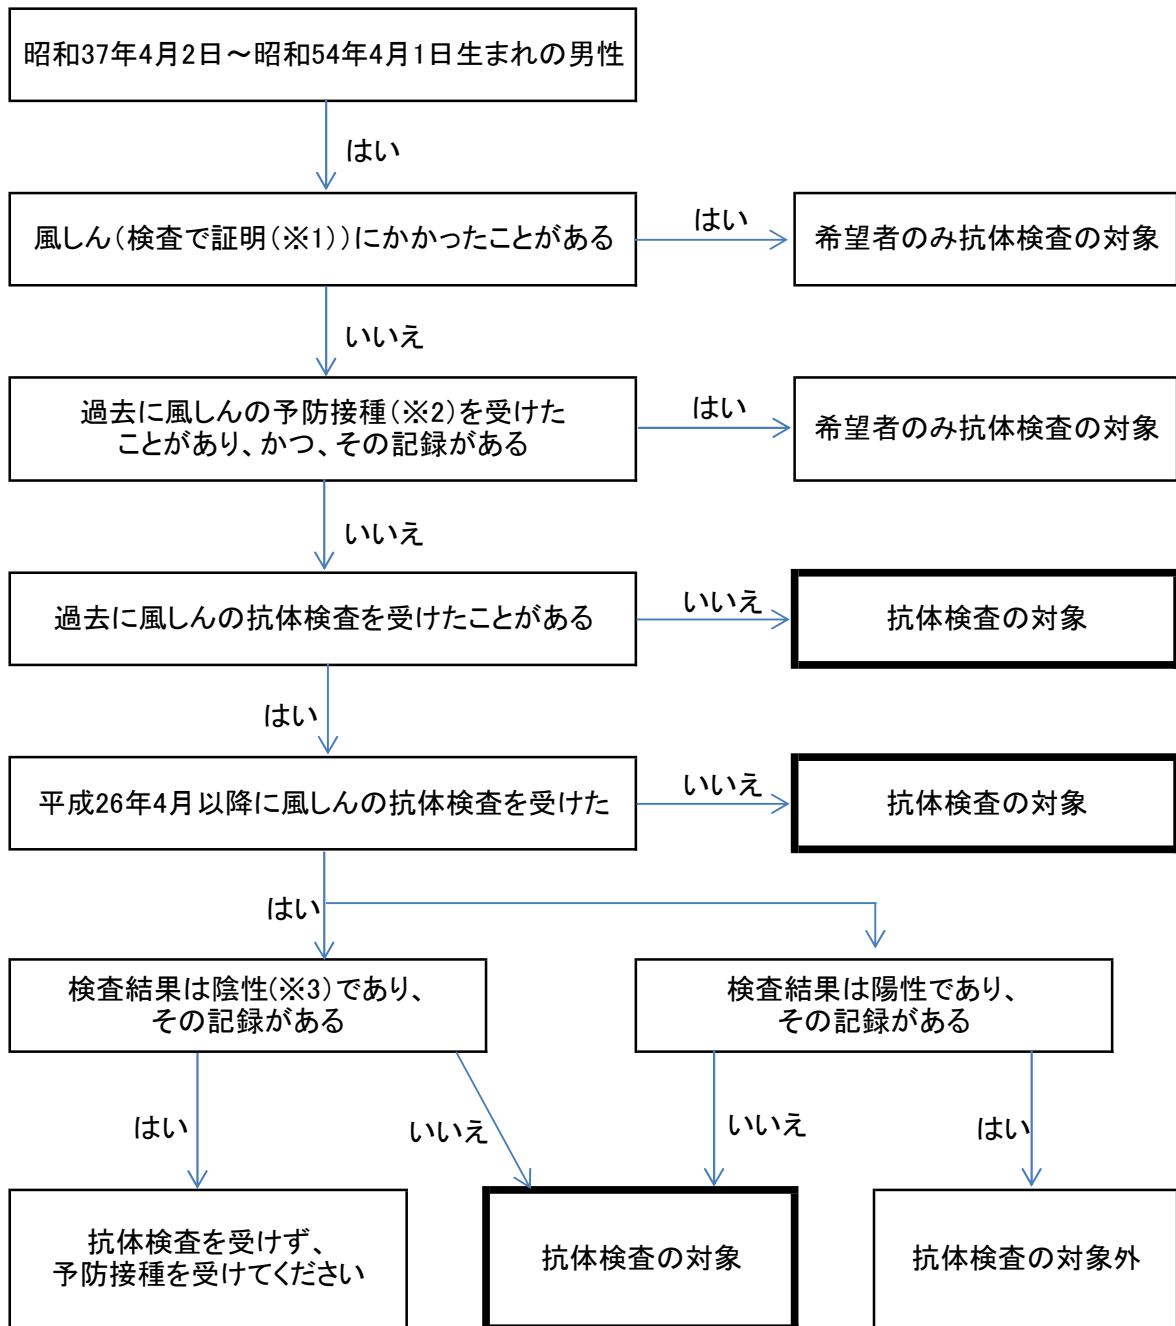 昭和37年4月2日～昭和54年4月1日生まれの男性
はい
風しん（検査で証明（※1））にかかったことがある
はい
希望者のみ抗体検査の対象
いいえ
過去に風しんの予防接種（※2）を受けた
ことがあり、かつ、その記録がある
はい
希望者のみ抗体検査の対象
いいえ
過去に風しんの抗体検査を受けたことがある
いいえ
抗体検査の対象
はい
平成26年4月以降に風しんの抗体検査を受けた
いいえ
抗体検査の対象
はい
検査結果は陰性（※3）であり、
その記録がある
検査結果は陽性であり、
その記録がある
はい
いいえ
いいえ
はい
抗体検査を受けず、
予防接種を受けてください
抗体検査の対象
抗体検査の対象外